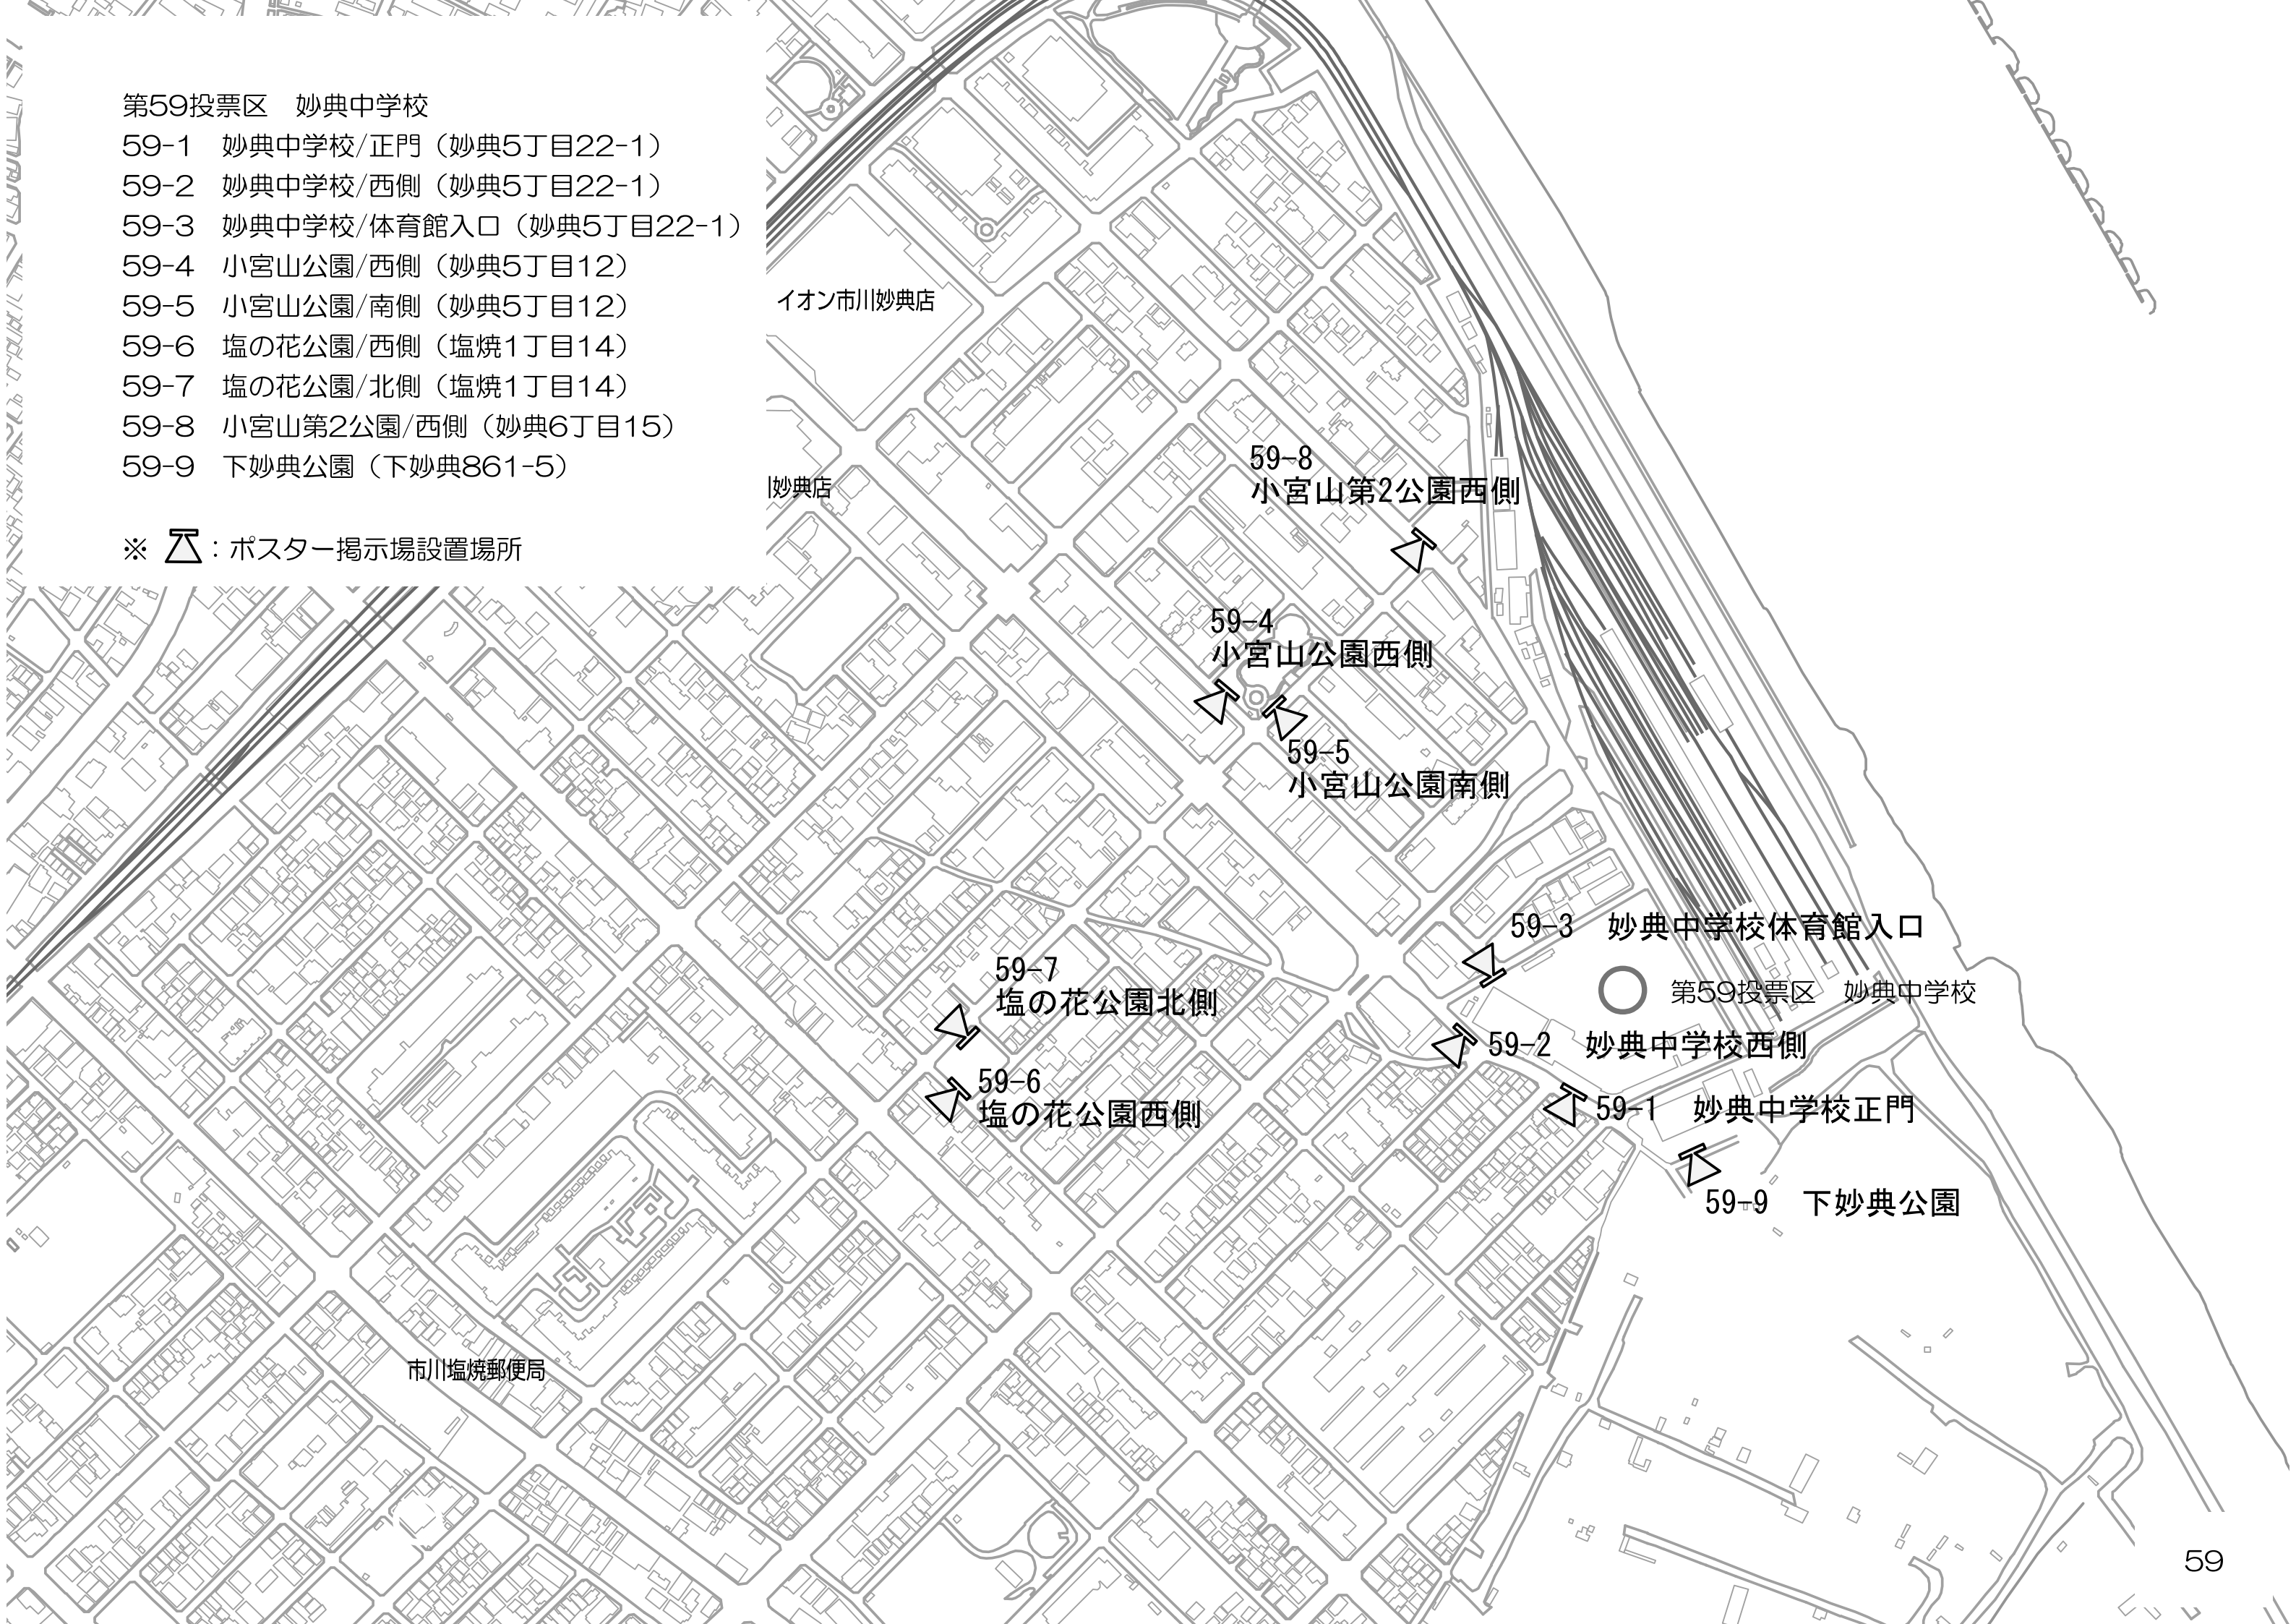 第59投票区　妙典中学校
59-1　妙典中学校/正門（妙典5丁目22-1）
59-2　妙典中学校/西側（妙典5丁目22-1）
59-3　妙典中学校/体育館入口（妙典5丁目22-1）
59-4　小宮山公園/西側（妙典5丁目12）
59-5　小宮山公園/南側（妙典5丁目12）
59-6　塩の花公園/西側（塩焼1丁目14）
59-7　塩の花公園/北側（塩焼1丁目14）
59-8　小宮山第2公園/西側（妙典6丁目15）
59-9　下妙典公園（下妙典861-5）
※　：ポスター掲示場設置場所
イオン市川妙典店
妙典店
59-8
小宮山第2公園西側
59-4
小宮山公園西側
59-5
小宮山公園南側
59-3　妙典中学校体育館入口
第59投票区　妙典中学校
59-7
塩の花公園北側
59-2　妙典中学校西側
59-6
塩の花公園西側
59-1　妙典中学校正門
59-9　下妙典公園
市川塩焼郵便局
59